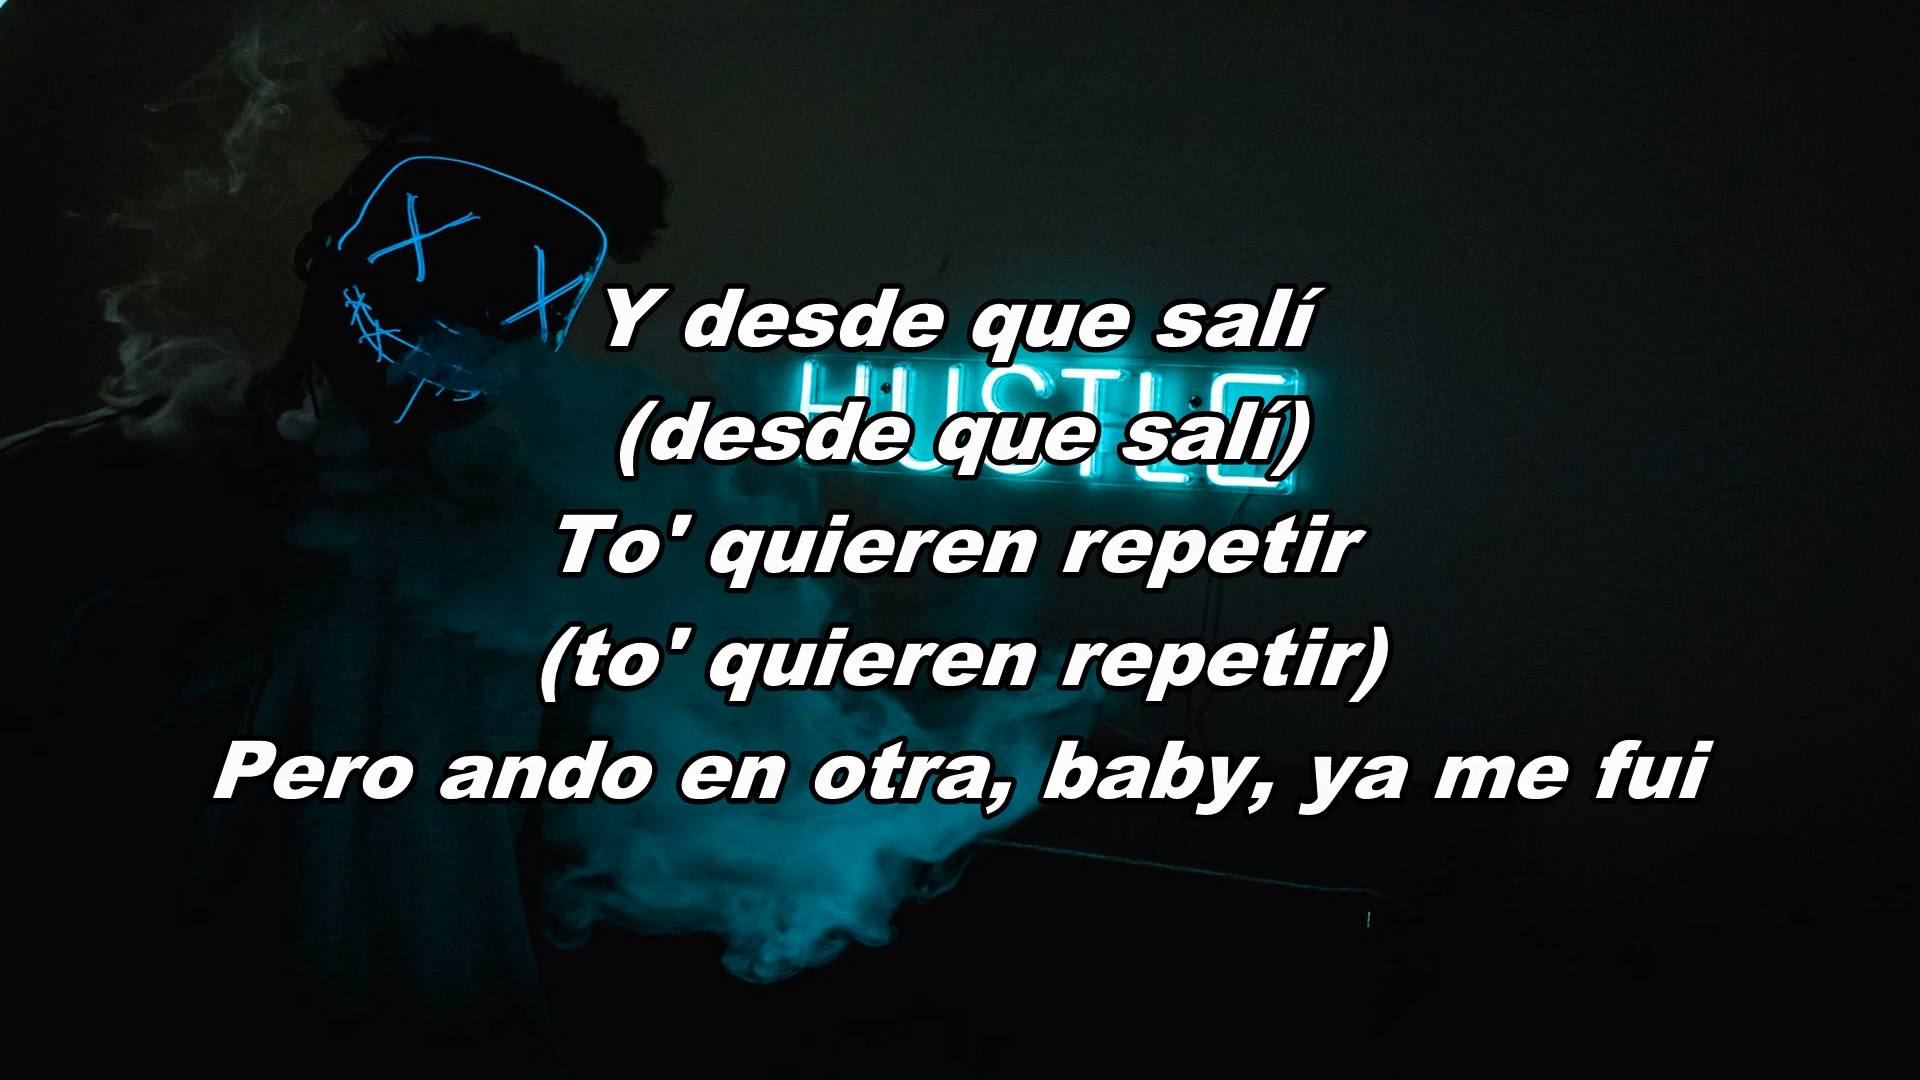 Y desde que salí
HUSTLE
(desde que salí)
To' quieren repetir
(to' quieren repetir)
Pero ando en otra, baby, ya me fui